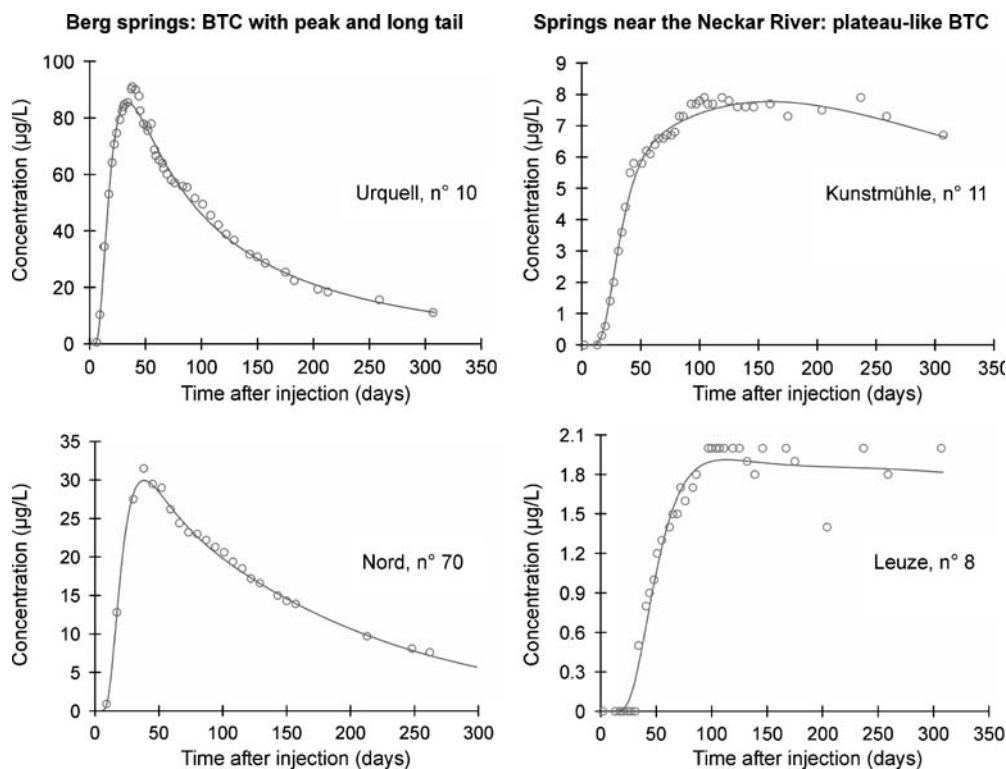 Berg springs: BTC with peak and long tail
Springs near the Neckar River: plateau-like BTC
Concentration (µg/L)
100
80
60
40
20
0
Urquell, n° 10
0 50 100 150 200 250 300 350
Time after injection (days)
Concentration (µg/L)
9
8
7
6
5
4
3
2
1
0
Kunstmühle, n° 11
0 50 100 150 200 250 300 350
Time after injection (days)
Concentration (µg/L)
35
30
25
20
15
10
5
0
Nord, n° 70
0 50 100 150 200 250 300
Time after injection (days)
Concentration (µg/L)
2.1
1.8
1.5
1.2
0.9
0.6
0.3
0
Leuze, n° 8
0 50 100 150 200 250 300 350
Time after injection (days)